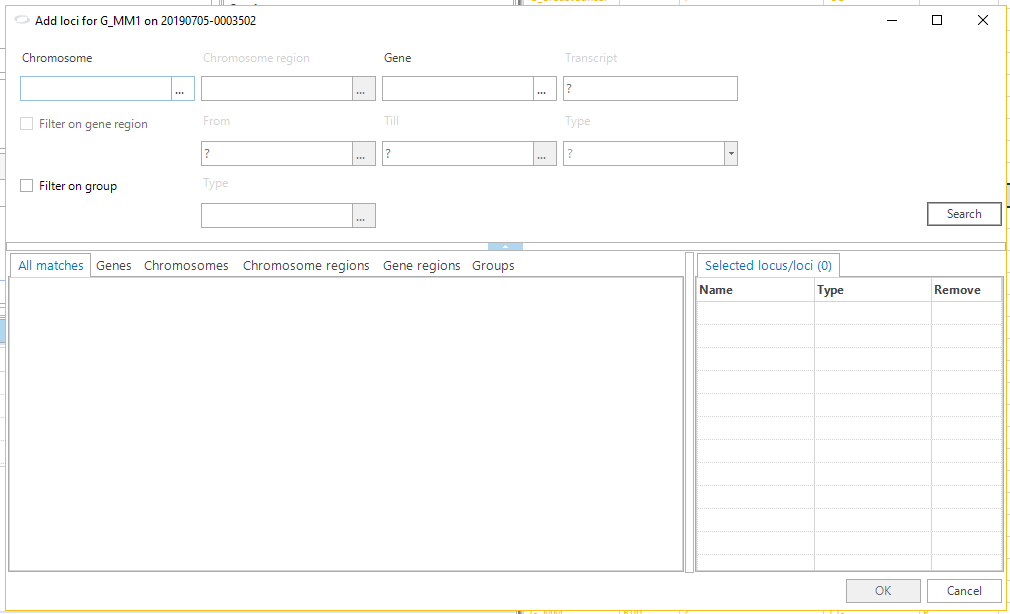 Add loci for G_MM1 on 20190705-0003502
Chromosome Chromosome region Gene Transcript
... ... ... ?
Filter on gene region From Till Type
? ... ? ... ?
Filter on group Type
...
Search
All matches Genes Chromosomes Chromosome regions Gene regions Groups
Selected locus/loci (0)
Name Type Remove
OK Cancel